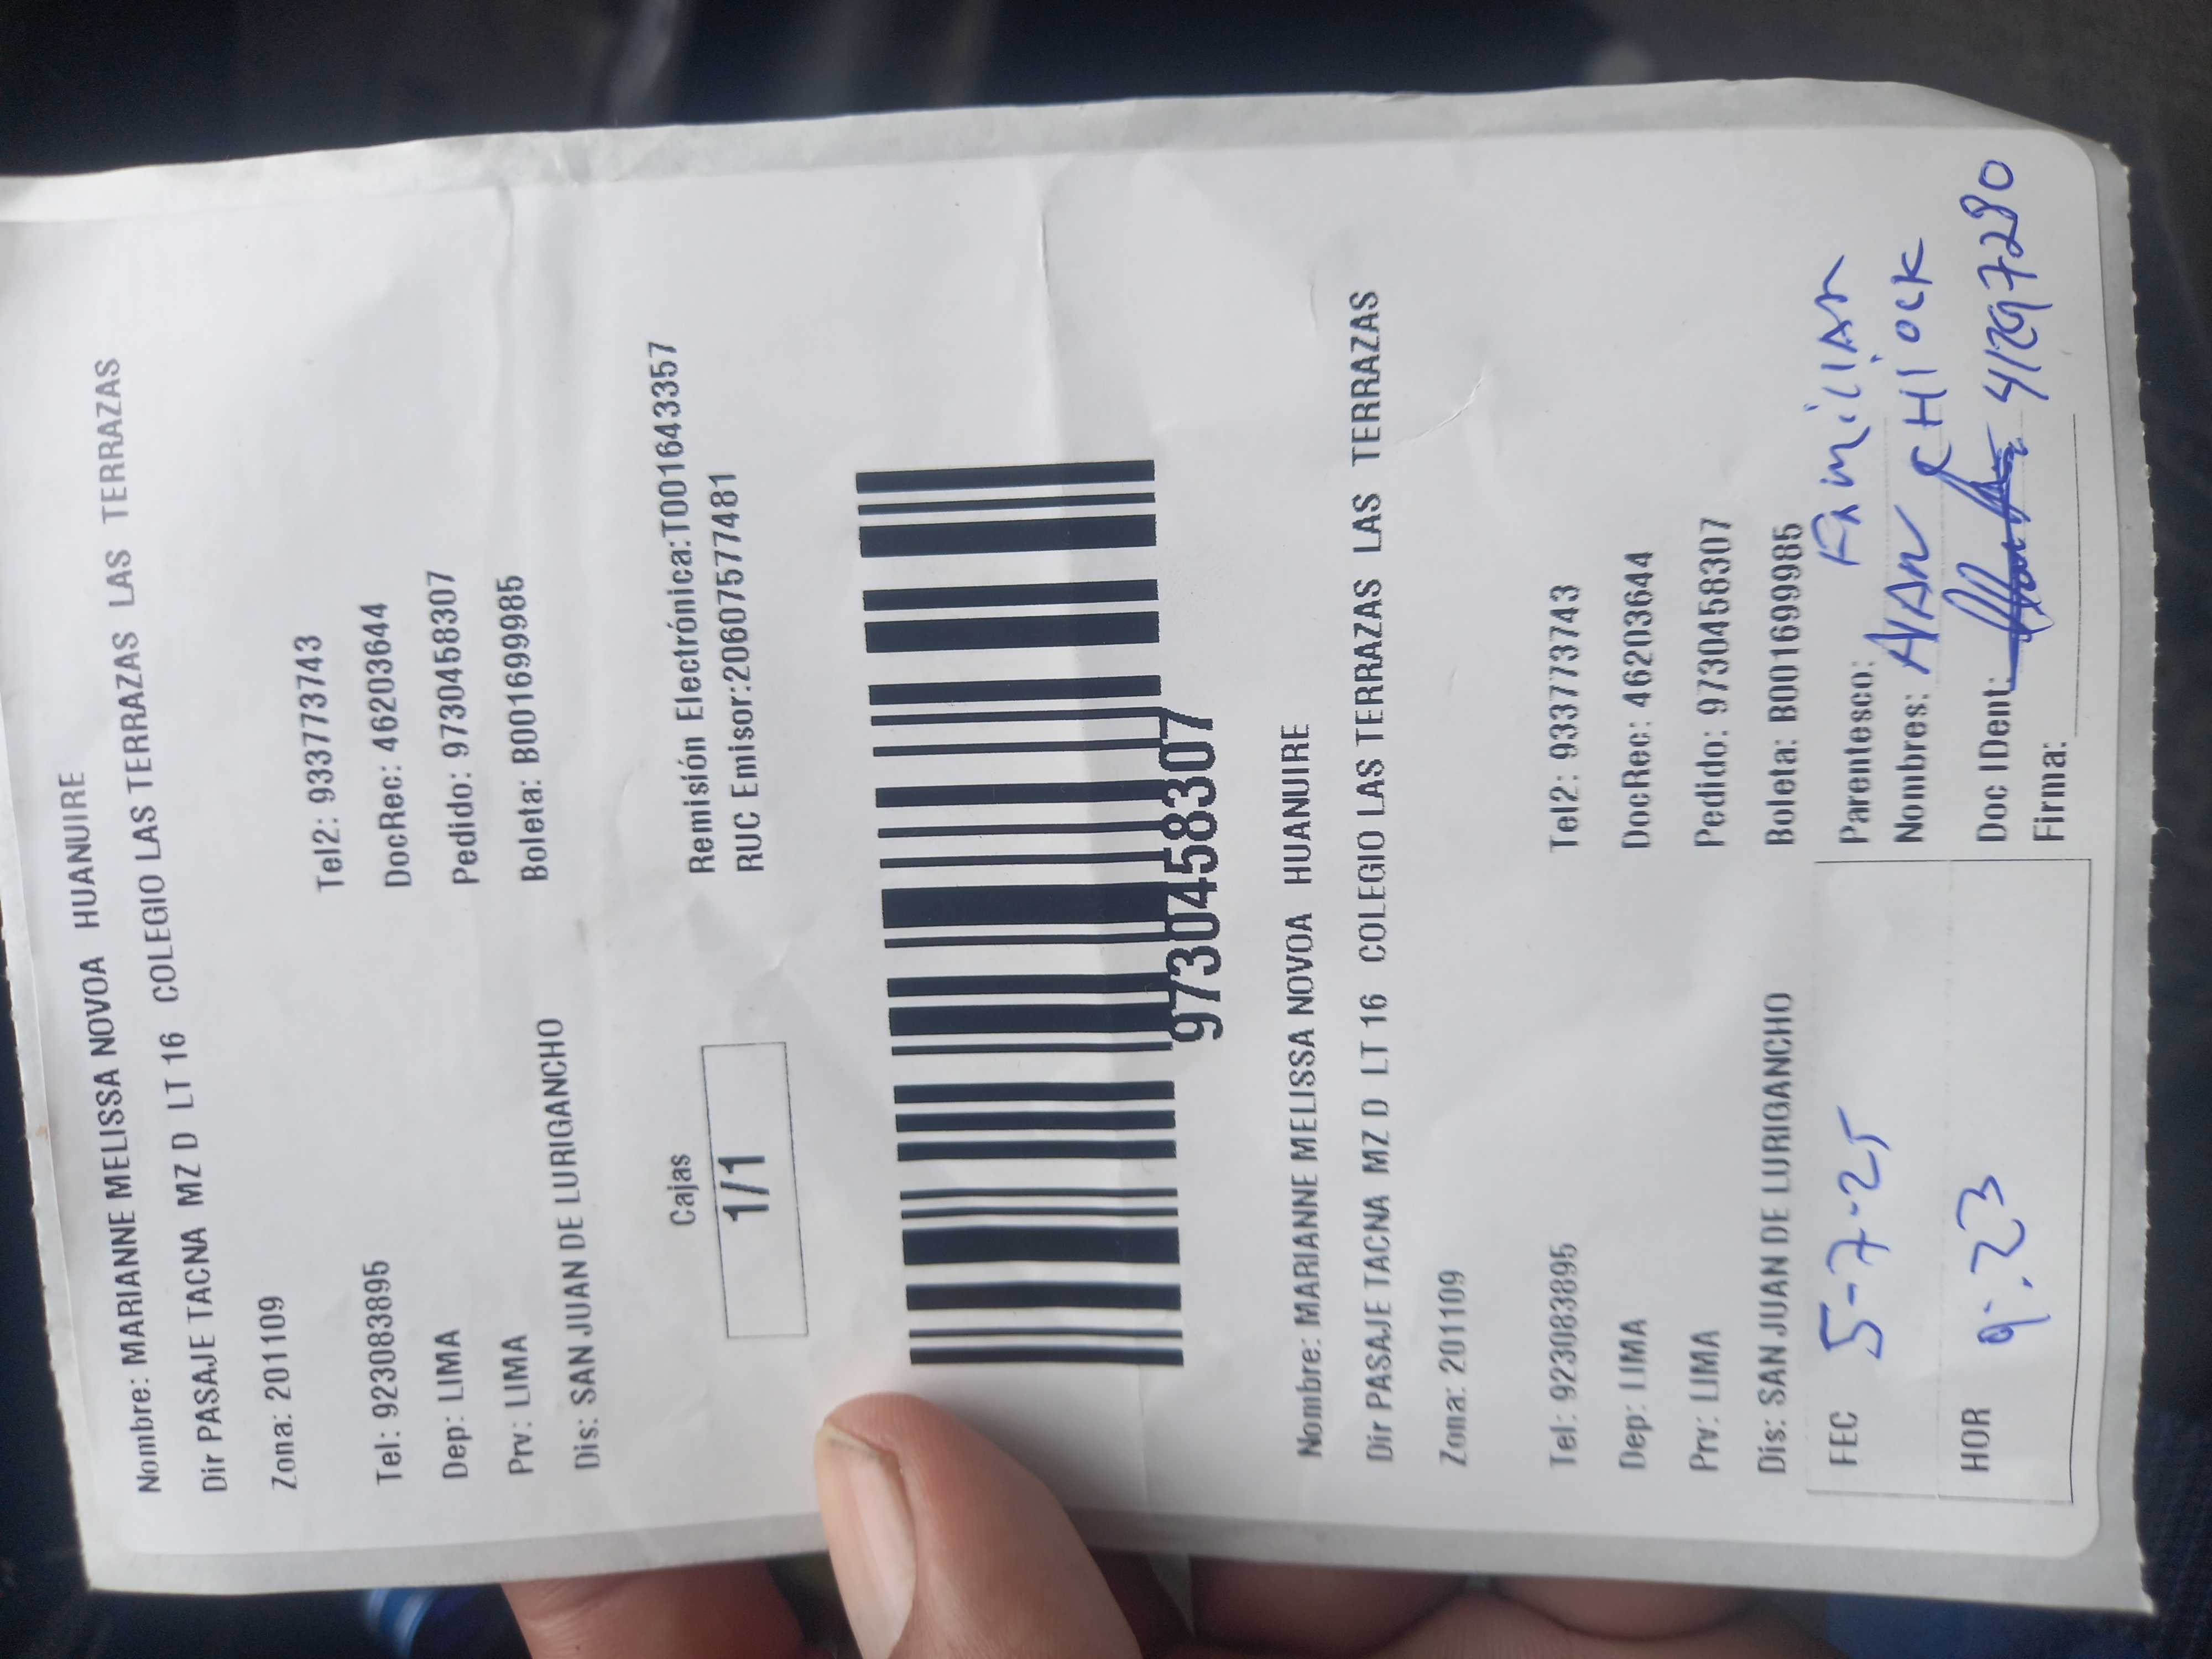 Nombre: MARIANNE MELISSA NOVOA HUANUIRE
Dir PASAJE TACNA MZ D LT 16 COLEGIO LAS TERRAZAS LAS TERRAZAS
Zona: 201109
Tel: 923083895 Tel2: 933773743
Dep: LIMA DocRec: 46203644
Prv: LIMA Pedido: 9730458307
Dis: SAN JUAN DE LURIGANCHO Boleta: B001699985
Cajas
1/1
Remisión Electrónica:T001643357
RUC Emisor:20607577481
9730458307
Nombre: MARIANNE MELISSA NOVOA HUANUIRE
Dir PASAJE TACNA MZ D LT 16 COLEGIO LAS TERRAZAS LAS TERRAZAS
Zona: 201109
Tel: 923083895 Tel2: 933773743
Dep: LIMA DocRec: 46203644
Prv: LIMA Pedido: 9730458307
Dis: SAN JUAN DE LURIGANCHO Boleta: B001699985
FEC 5-7-25
Parentesco: FAmiliAr
HOR 9:23
Nombres: CHIOCK
Doc IDent: 41297280
Firma: